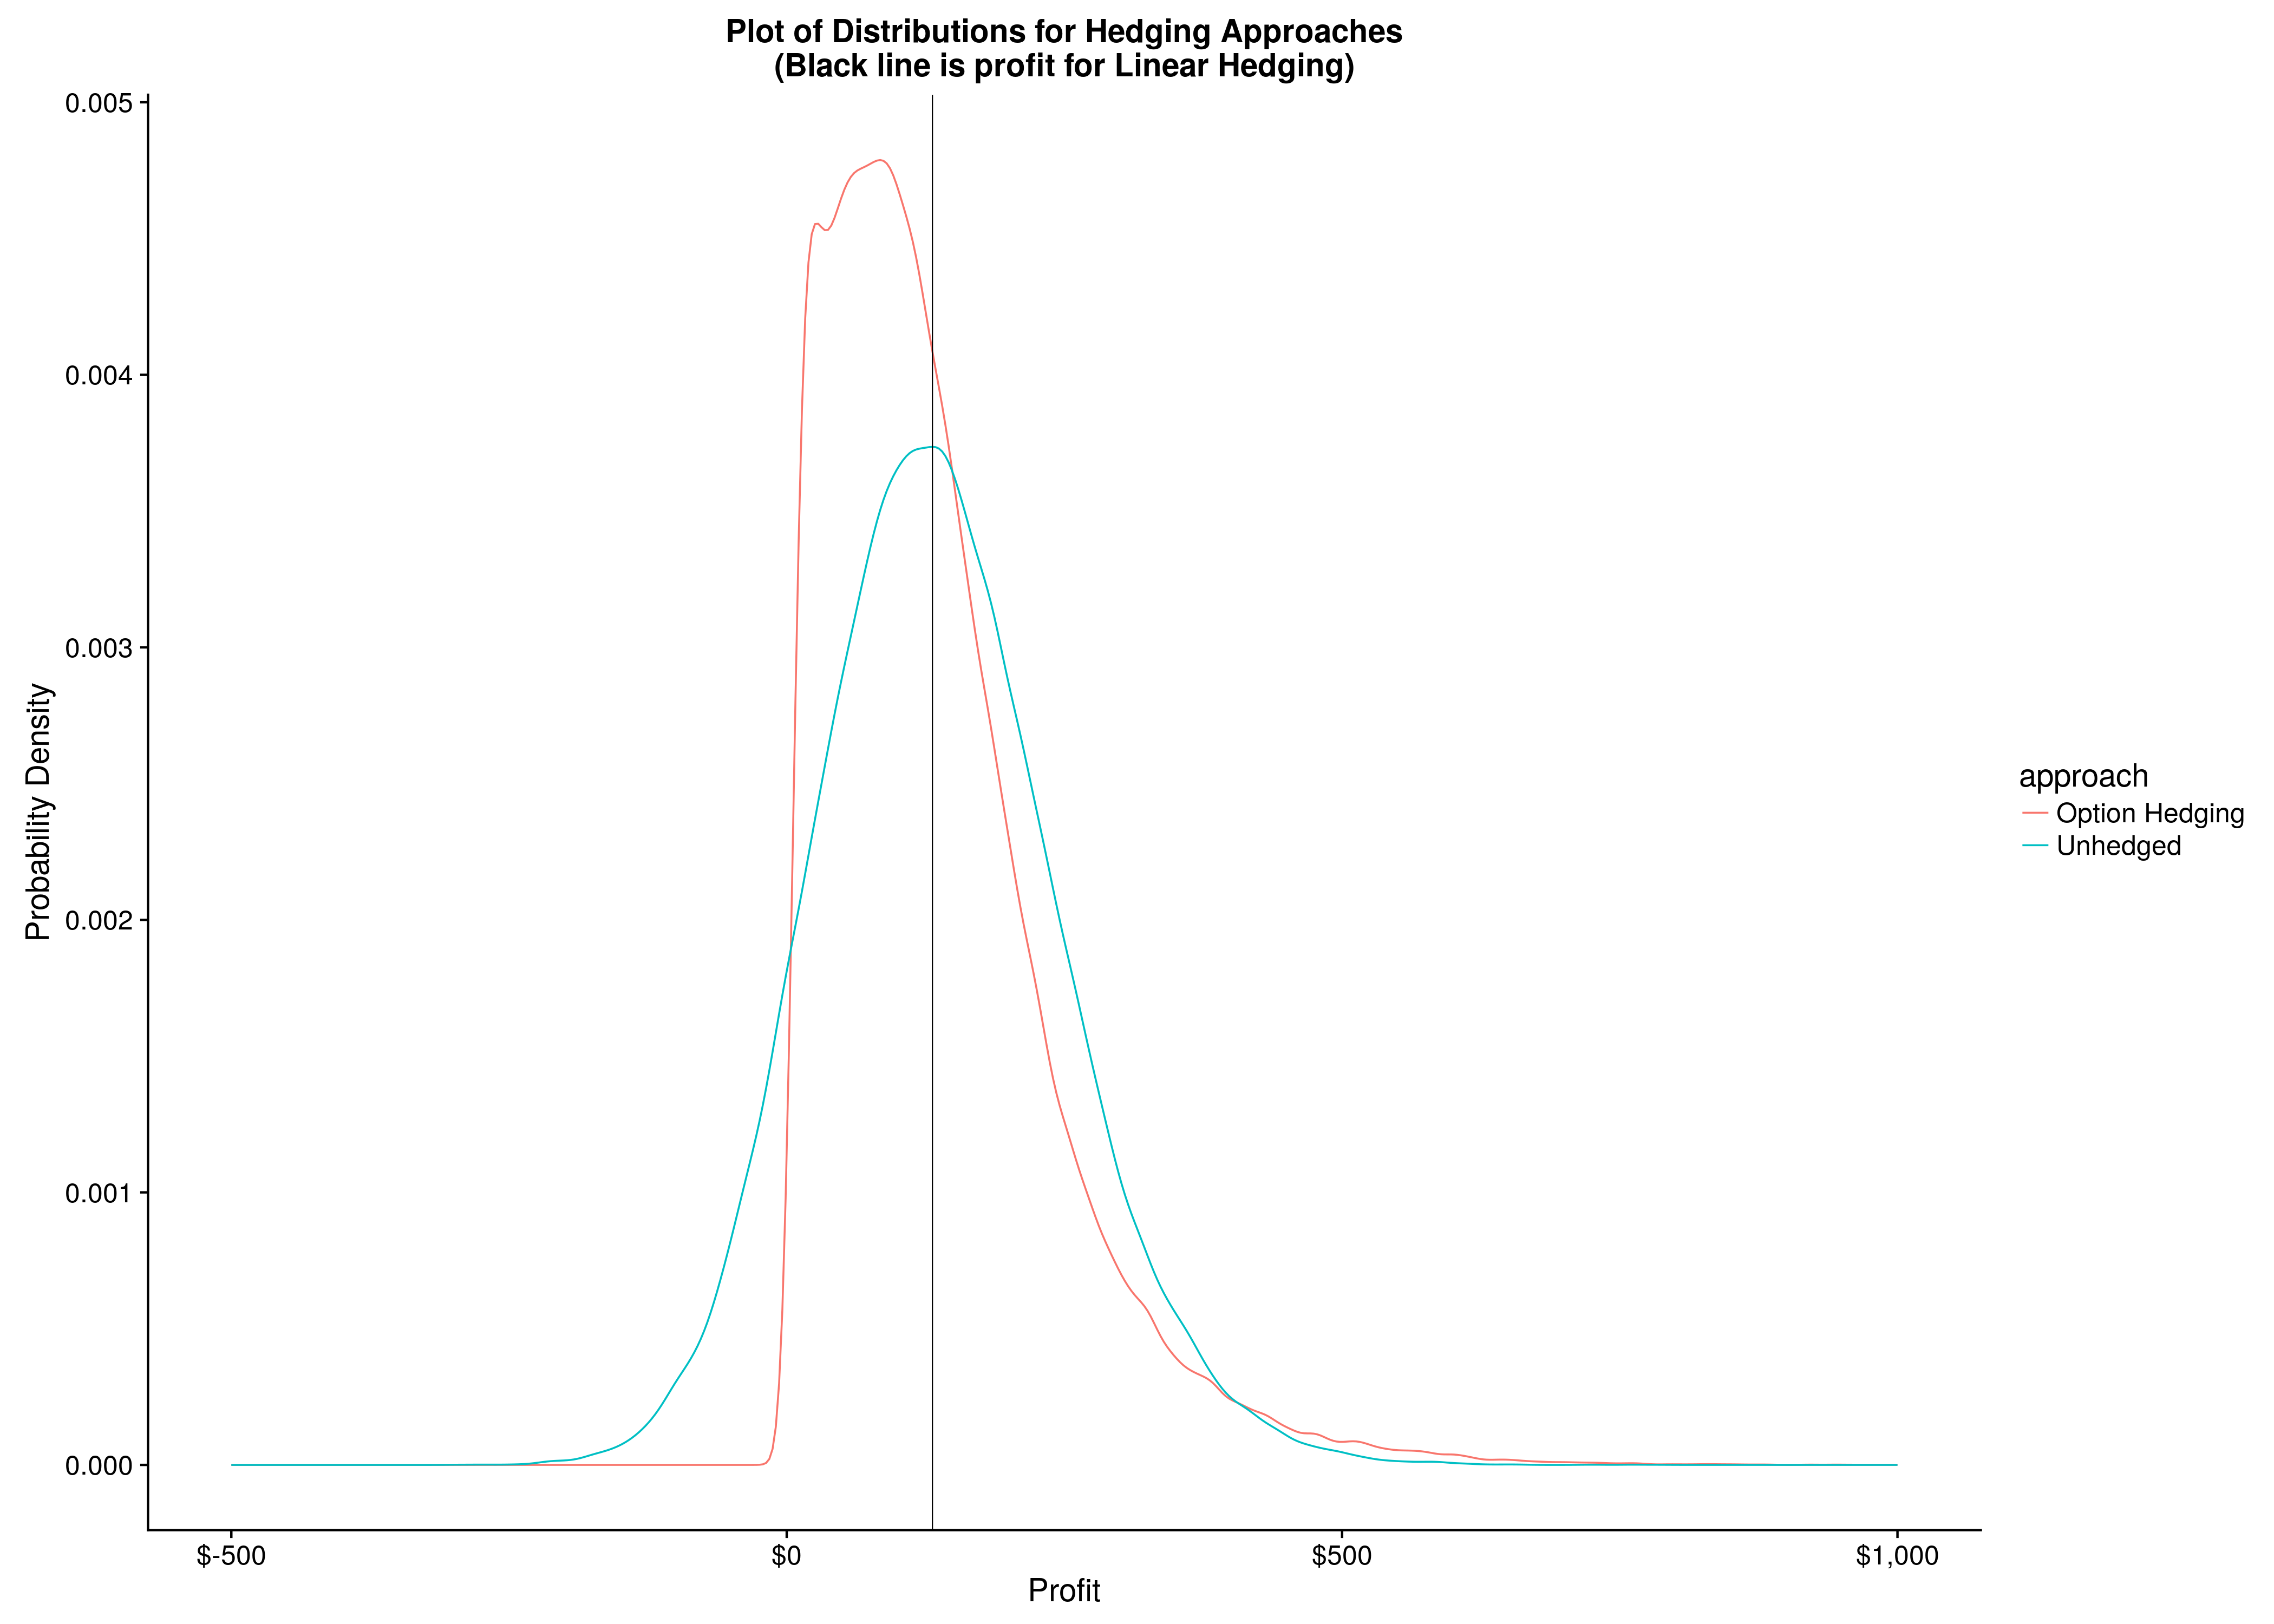 Plot of Distributions for Hedging Approaches
(Black line is profit for Linear Hedging)
0.005
0.004
0.003
0.002
0.001
0.000
Probability Density
$-500
$0
$500
$1,000
Profit
approach
Option Hedging
Unhedged